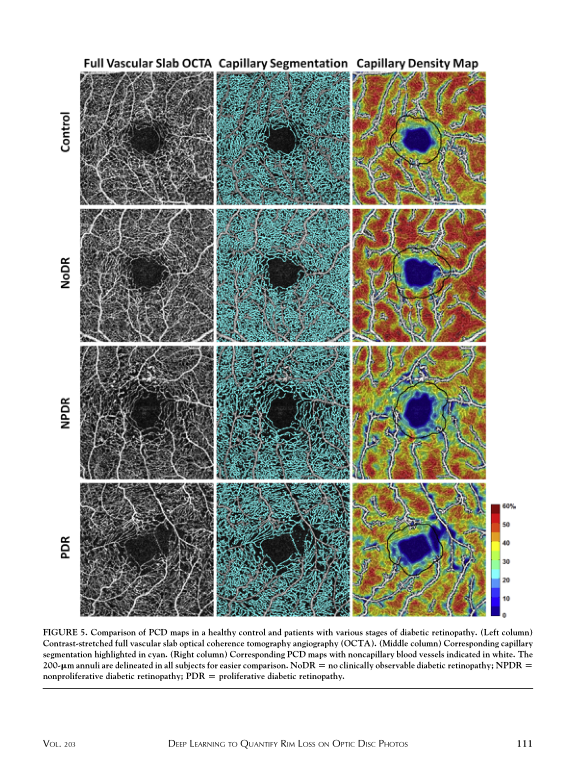 Full Vascular Slab OCTA Capillary Segmentation Capillary Density Map
Control
NoDR
NPDR
PDR
60%
50
40
30
20
10
0
FIGURE 5. Comparison of PCD maps in a healthy control and patients with various stages of diabetic retinopathy. (Left column)
Contrast-stretched full vascular slab optical coherence tomography angiography (OCTA). (Middle column) Corresponding capillary
segmentation highlighted in cyan. (Right column) Corresponding PCD maps with noncapillary blood vessels indicated in white. The
200-μm annuli are delineated in all subjects for easier comparison. NoDR = no clinically observable diabetic retinopathy; NPDR =
nonproliferative diabetic retinopathy; PDR = proliferative diabetic retinopathy.
VOL. 203 DEEP LEARNING TO QUANTIFY RIM LOSS ON OPTIC DISC PHOTOS 111